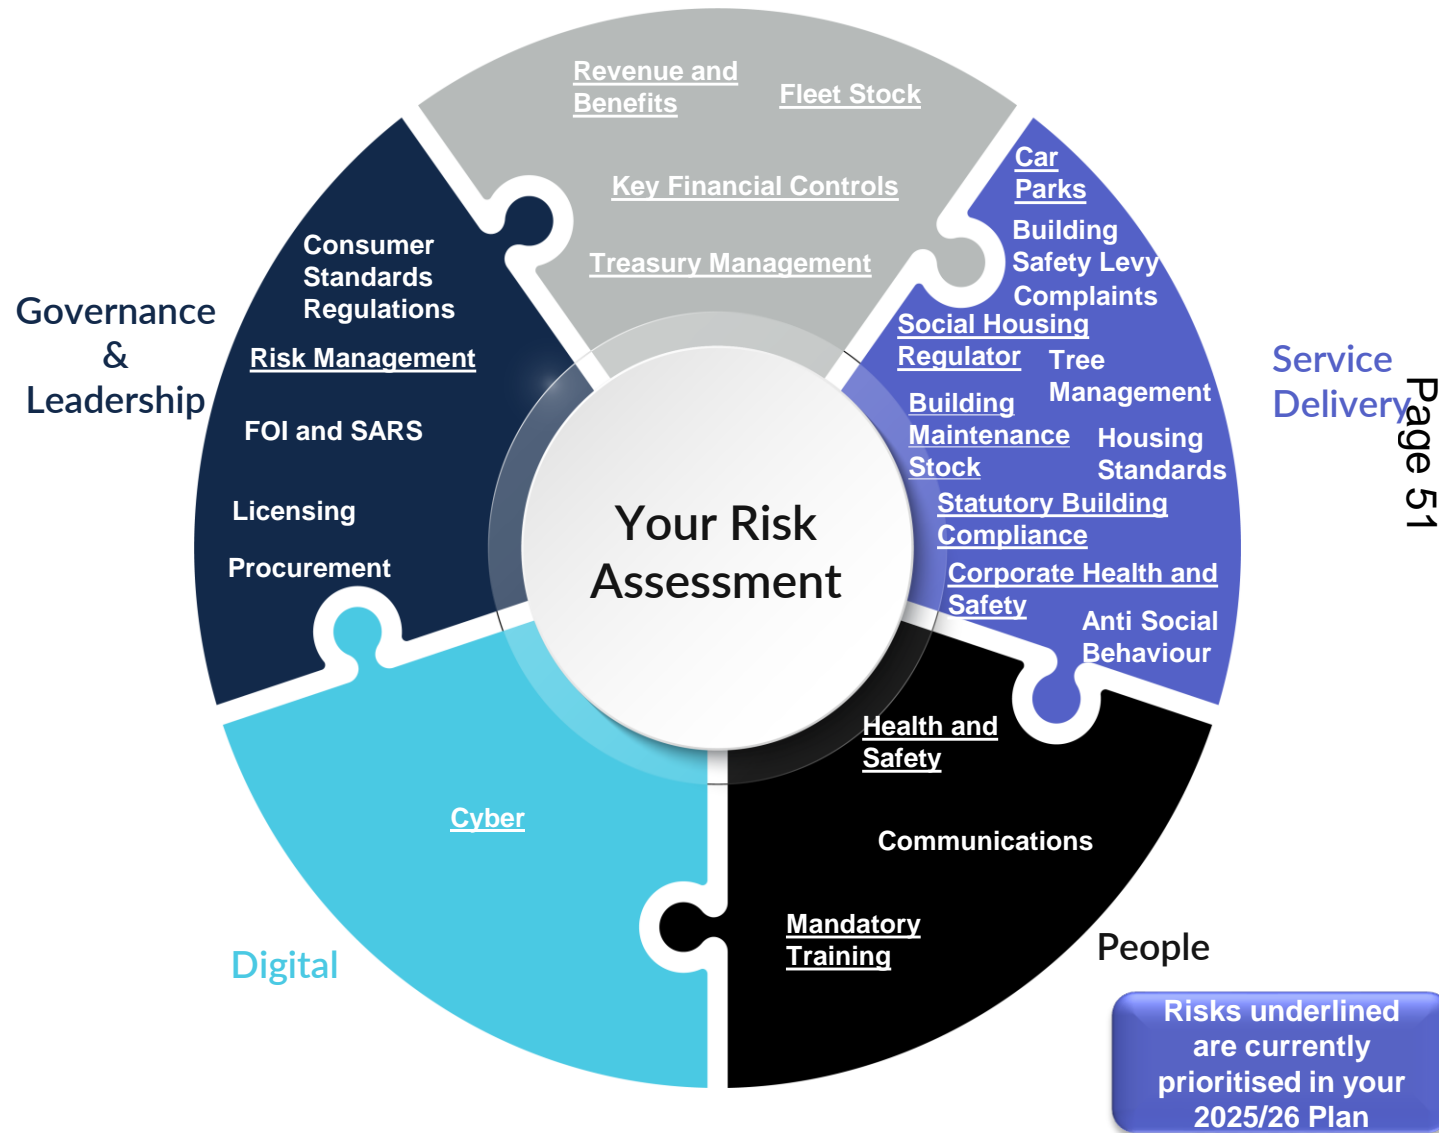 Revenue and
Benefits
Fleet Stock
Key Financial Controls
Treasury Management
Governance
&
Leadership
Consumer
Standards
Regulations
Risk Management
FOI and SARS
Licensing
Procurement
Car
Parks
Building
Safety Levy
Complaints
Social Housing
Regulator
Tree
Management
Building
Maintenance
Stock
Housing
Standards
Statutory Building
Compliance
Corporate Health and
Safety
Anti Social
Behaviour
Service
Delivery
Page 51
Your Risk
Assessment
Health and
Safety
Communications
Mandatory
Training
People
Cyber
Digital
Risks underlined
are currently
prioritised in your
2025/26 Plan